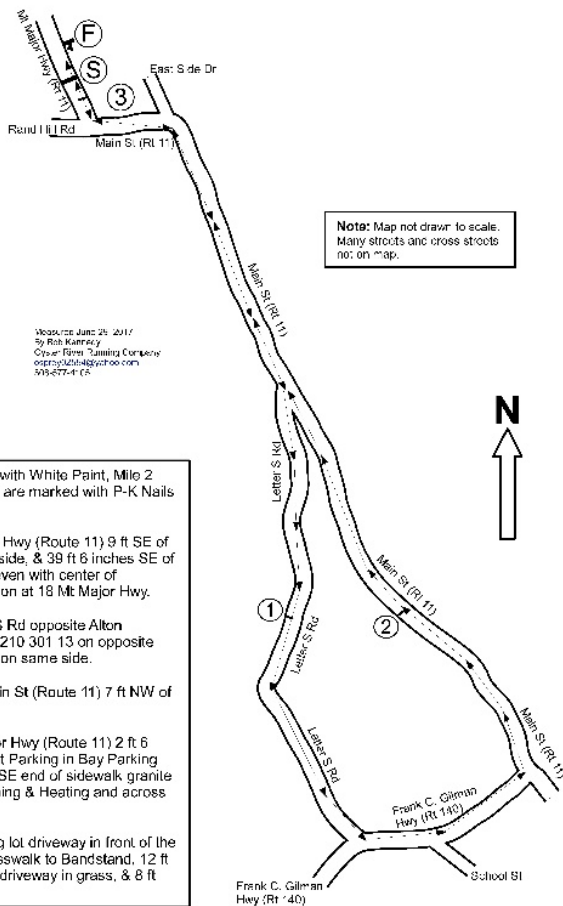 F
Mt Major Hwy (Rt 11)
S
3
East Side Dr
Rand Hill Rd
Main St (Rt 11)
Note: Map not drawn to scale.
Many streets and cross streets
not on map.
Main St (Rt 11)
Measured June 29, 2017
By Bob Kennedy
Oyster River Running Company
N
Letter S Rd
with White Paint, Mile 2
are marked with P-K Nails
Hwy (Route 11) 9 ft SE of
side, & 39 ft 6 inches SE of
even with center of
on at 18 Mt Major Hwy.
S Rd opposite Alton
210 301 13 on opposite
on same side.
in St (Route 11) 7 ft NW of
or Hwy (Route 11) 2 ft 6
t Parking in Bay Parking
SE end of sidewalk granite
ing & Heating and across
g lot driveway in front of the
sswalk to Bandstand, 12 ft
driveway in grass, & 8 ft
Main St (Rt 11)
1
2
Letter S Rd
Letter S Rd
Main St (Rt 11)
Frank C. Gilman
Hwy (Rt 140)
School St
Frank C. Gilman
Hwy (Rt 140)